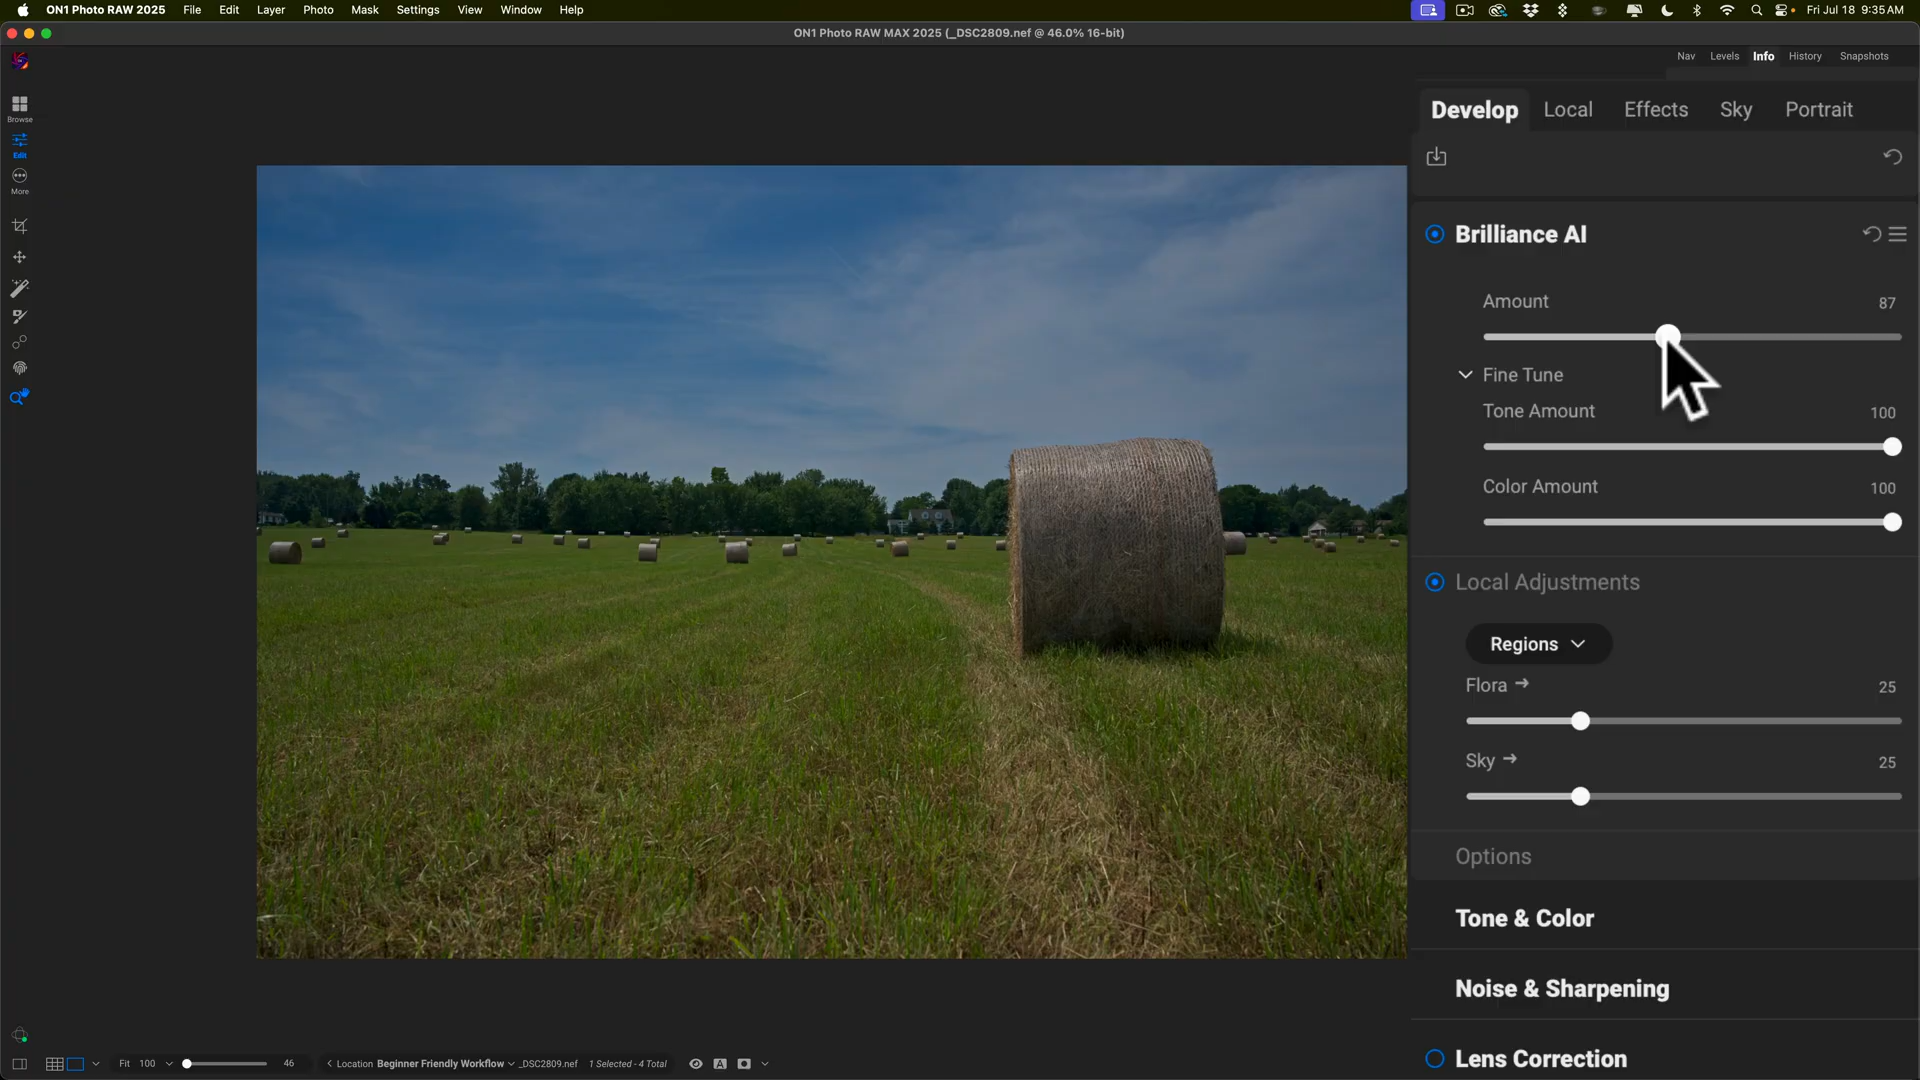 ON1 Photo RAW 2025 File Edit Layer Photo Mask Settings View Window Help Fri Jul 18 9:35 AM
ON1 Photo RAW MAX 2025 (_DSC2809.nef @ 46.0% 16-bit)
Nav Levels Info History Snapshots
Browse
Edit
More
Develop Local Effects Sky Portrait
Brilliance AI
Amount 87
Fine Tune
Tone Amount 100
Color Amount 100
Local Adjustments
Regions
Flora 25
Sky 25
Options
Tone & Color
Noise & Sharpening
Lens Correction
Fit 100 46 Location Beginner Friendly Workflow _DSC2809.nef 1 Selected - 4 Total A